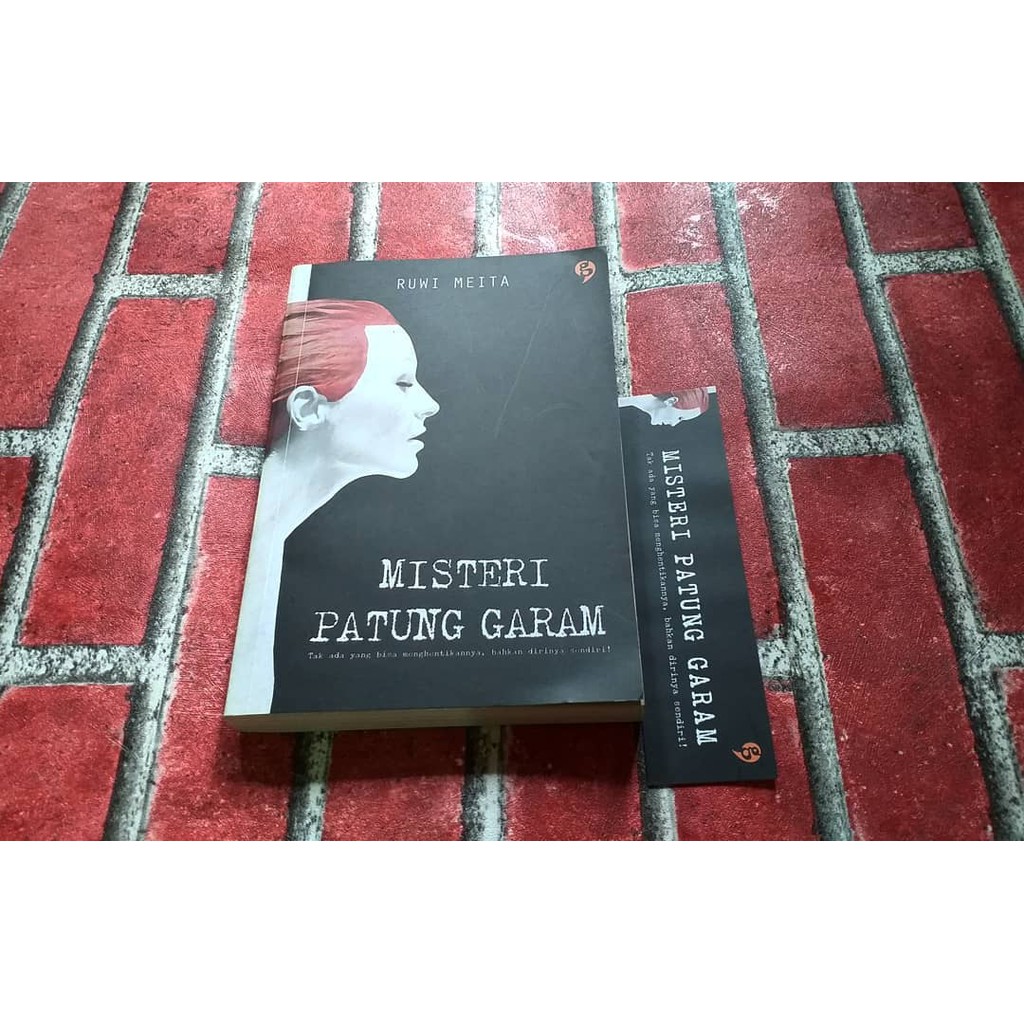 RUWI MEITA
MISTERI
PATUNG GARAM
Tak ada yang bisa menghentikannya, bahkan dirinya sendiri!
MISTERI PATUNG GARAM
Tak ada yang bisa menghentikannya, bahkan dirinya sendiri!